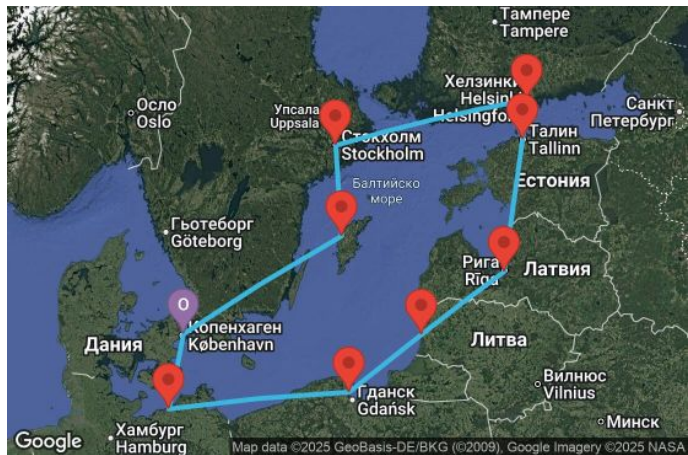 Тампере
Tampere
Хелзинки
Helsinki
Helsingfo
Осло
Oslo
Упсала
Uppsala
Санкт
Петербург
Стокхолм
Stockholm
Талин
Tallinn
Балтийско
море
Естония
Гьотеборг
Göteborg
Рига
Rīga
Латвия
O
Копенхаген
København
Дания
Литва
Гданск
Gdańsk
Вилнюс
Vilnius
Хамбург
Hamburg
Минск
Google
Map data ©2025 GeoBasis-DE/BKG (©2009), Google Imagery ©2025 NASA